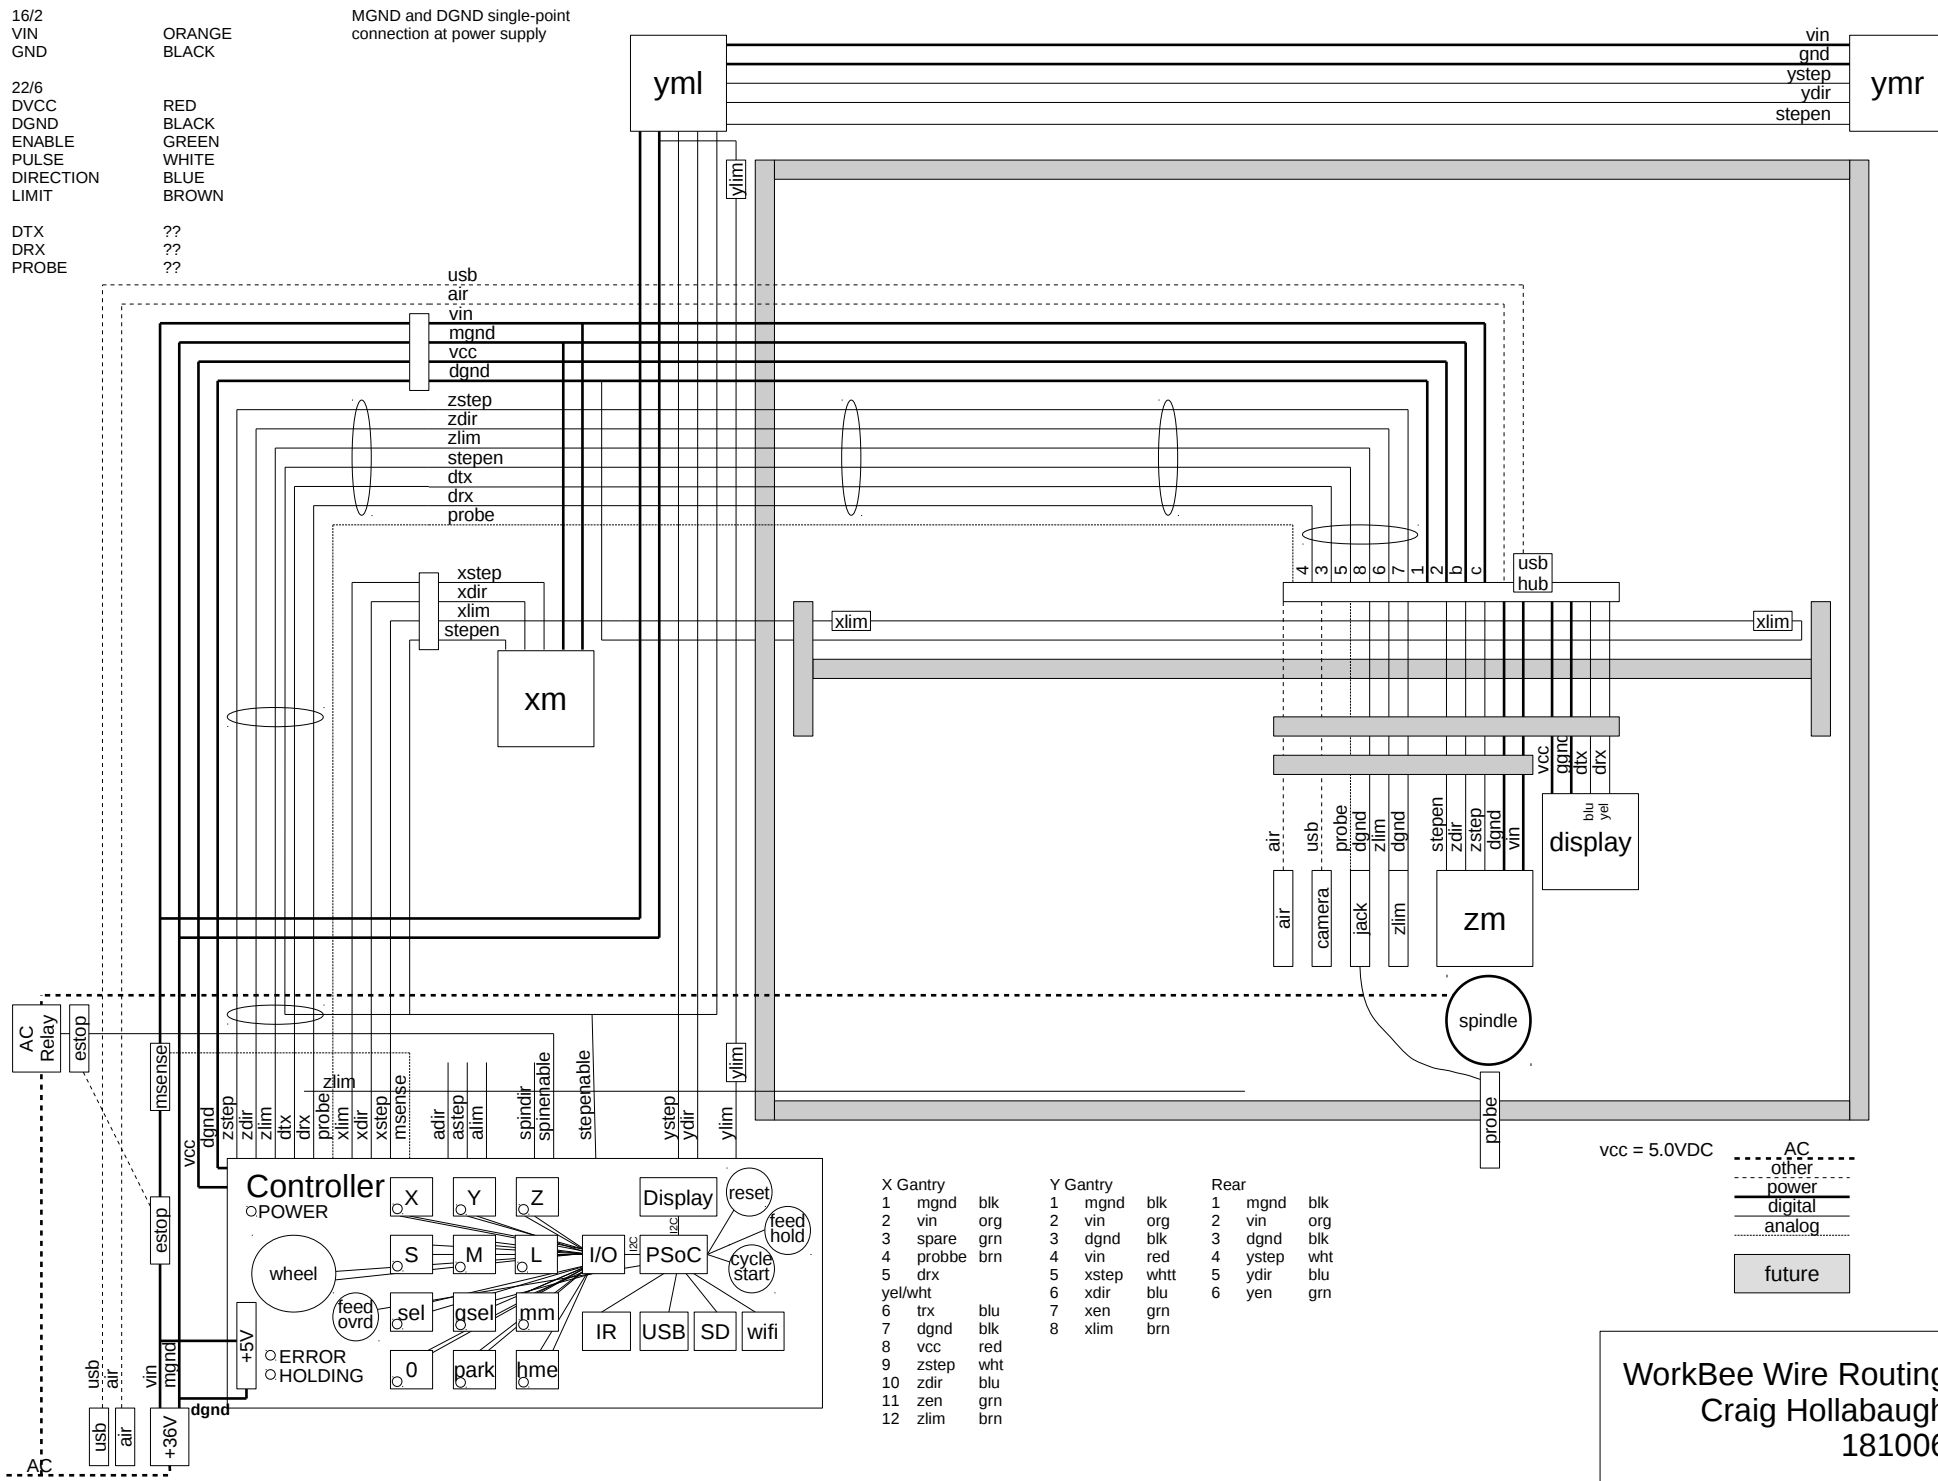 16/2
VIN ORANGE
GND BLACK
22/6
DVCC RED
DGND BLACK
ENABLE GREEN
PULSE WHITE
DIRECTION BLUE
LIMIT BROWN
DTX ??
DRX ??
PROBE ??
MGND and DGND single-point
connection at power supply
yml
ymr
vin
gnd
ystep
ydir
stepen
ylim
usb
air
vin
mgnd
vcc
dgnd
zstep
zdir
zlim
stepen
dtx
drx
probe
xstep
xdir
xlim
stepen
xm
xlim
xlim
4 3 5 8 6 7 1 2 b c
usb
hub
vcc
ggnd
dtx
drx
blu
yel
display
air
usb
probe
dgnd
zlim
dgnd
stepen
zdir
zstep
dgnd
vin
air
camera
jack
zlim
zm
spindle
probe
AC
Relay
estop
msense
estop
vcc
dgnd
zstep
zdir
zlim
dtx
drx
probe
xlim
xdir
xstep
msense
zlim
adir
astep
alim
spindir
spinenable
stepenable
ystep
ydir
ylim
ylim
Controller
POWER
X
Y
Z
Display
reset
feed
hold
S
M
L
I/O
I2C
I2C
PSoC
cycle
start
wheel
feed
ovrd
sel
qsel
mm
IR
USB
SD
wifi
+5V
ERROR
HOLDING
0
park
hme
usb
air
vin
mgnd
dgnd
usb
air
+36V
AC
X Gantry
1 mgnd blk
2 vin org
3 spare grn
4 probbe brn
5 drx
yel/wht
6 trx blu
7 dgnd blk
8 vcc red
9 zstep wht
10 zdir blu
11 zen grn
12 zlim brn
Y Gantry
1 mgnd blk
2 vin org
3 dgnd blk
4 vin red
5 xstep whtt
6 xdir blu
7 xen grn
8 xlim brn
Rear
1 mgnd blk
2 vin org
3 dgnd blk
4 ystep wht
5 ydir blu
6 yen grn
vcc = 5.0VDC
AC
other
power
digital
analog
future
WorkBee Wire Routing
Craig Hollabaugh
181006